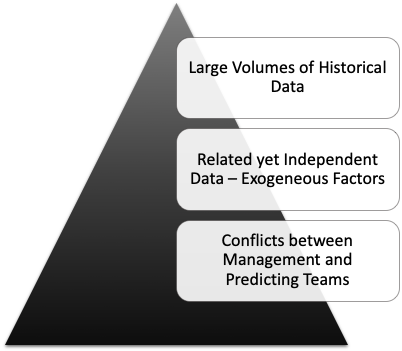 Large Volumes of Historical
Data
Related yet Independent
Data – Exogeneous Factors
Conflicts between
Management and
Predicting Teams